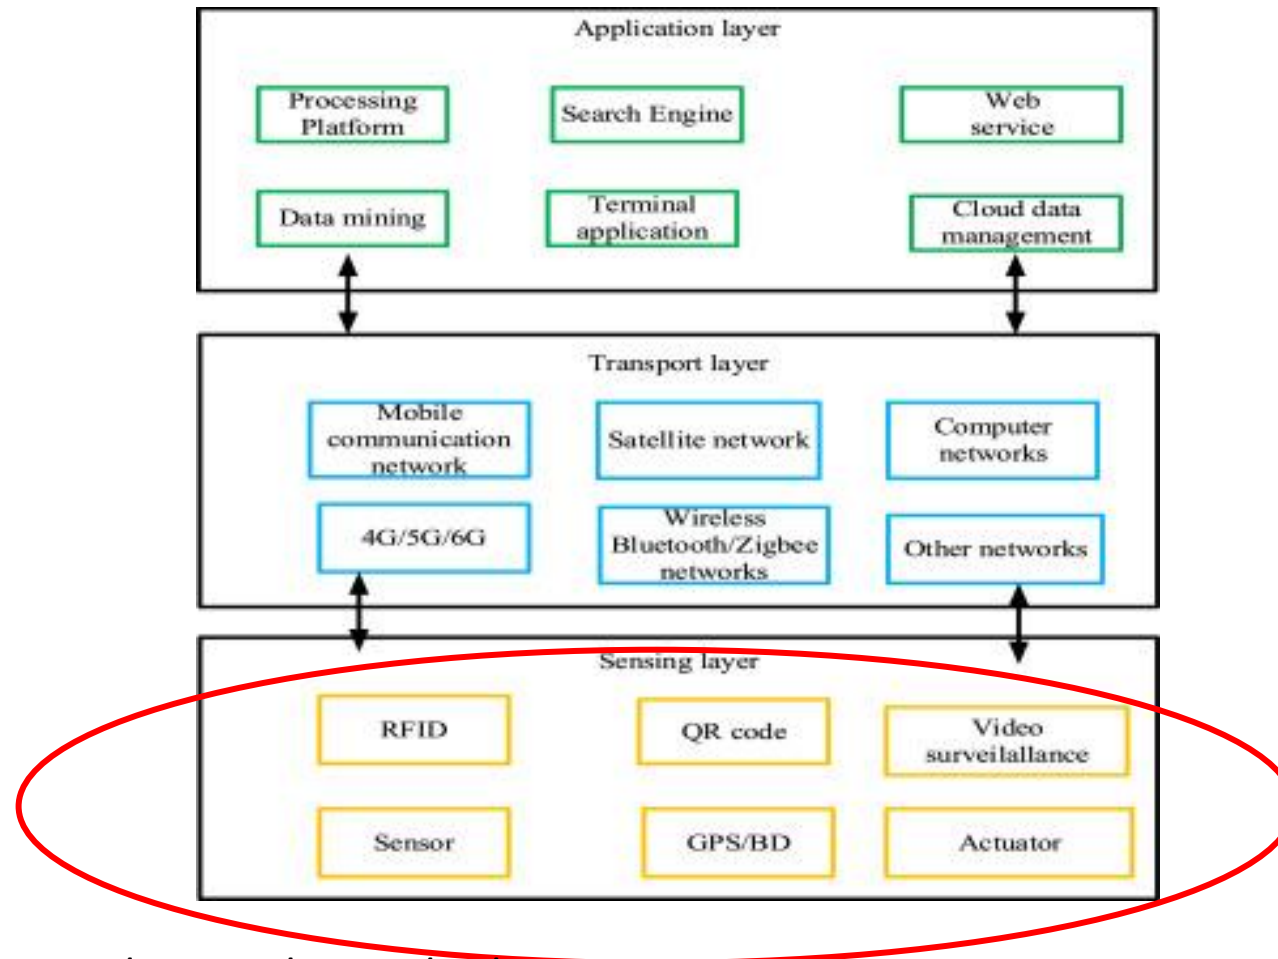 Application layer
Processing
Platform
Search Engine
Web
service
Data mining
Terminal
application
Cloud data
management
Transport layer
Mobile
communication
network
Satellite network
Computer
networks
4G/5G/6G
Wireless
Bluetooth/Zigbee
networks
Other networks
Sensing layer
RFID
QR code
Video
surveilallance
Sensor
GPS/BD
Actuator